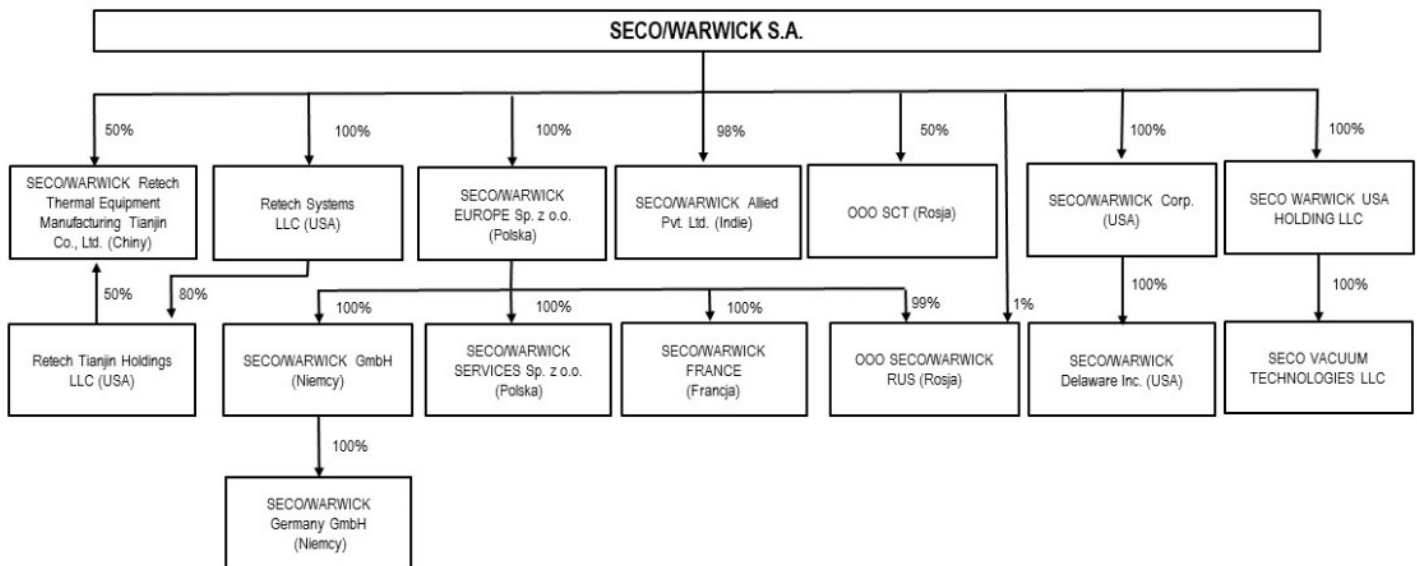 SECO/WARWICK S.A.
50%
100%
100%
98%
50%
100%
100%
SECO/WARWICK Retech
Thermal Equipment
Manufacturing Tianjin
Co., Ltd. (Chiny)
Retech Systems
LLC (USA)
SECO/WARWICK
EUROPE Sp. z o.o.
(Polska)
SECO/WARWICK Allied
Pvt. Ltd. (Indie)
OOO SCT (Rosja)
SECO/WARWICK Corp.
(USA)
SECO WARWICK USA
HOLDING LLC
50%
80%
100%
100%
100%
99%
1%
100%
100%
Retech Tianjin Holdings
LLC (USA)
SECO/WARWICK GmbH
(Niemcy)
SECO/WARWICK
SERVICES Sp. z o.o.
(Polska)
SECO/WARWICK
FRANCE
(Francja)
OOO SECO/WARWICK
RUS (Rosja)
SECO/WARWICK
Delaware Inc. (USA)
SECO VACUUM
TECHNOLOGIES LLC
100%
SECO/WARWICK
Germany GmbH
(Niemcy)